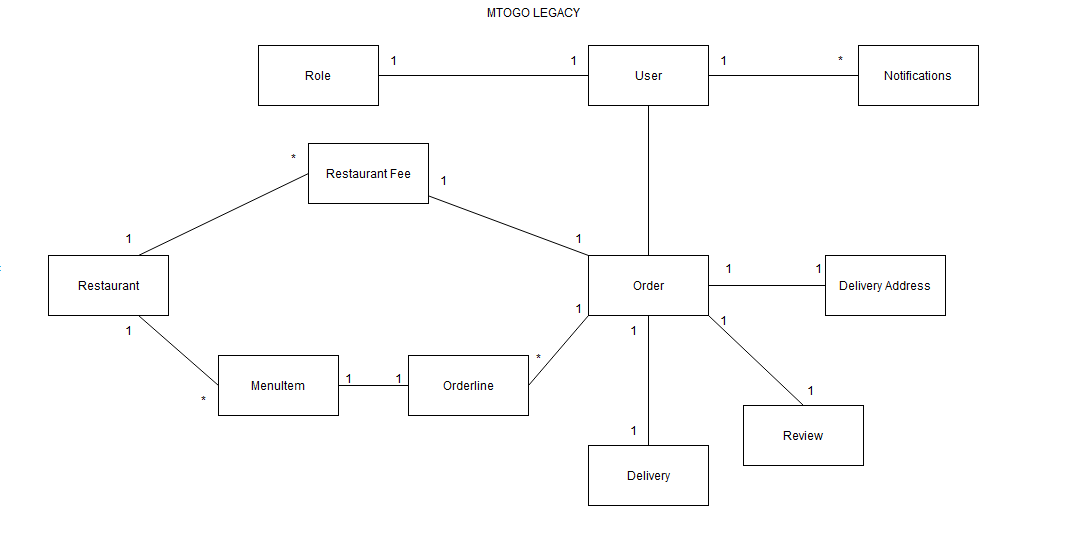 MTOGO LEGACY
Role
1
1
User
1
*
Notifications
*
Restaurant Fee
1
1
1
Restaurant
Order
1
1
Delivery Address
1
1
1
1
*
MenuItem
1
1
Orderline
*
1
Review
1
Delivery